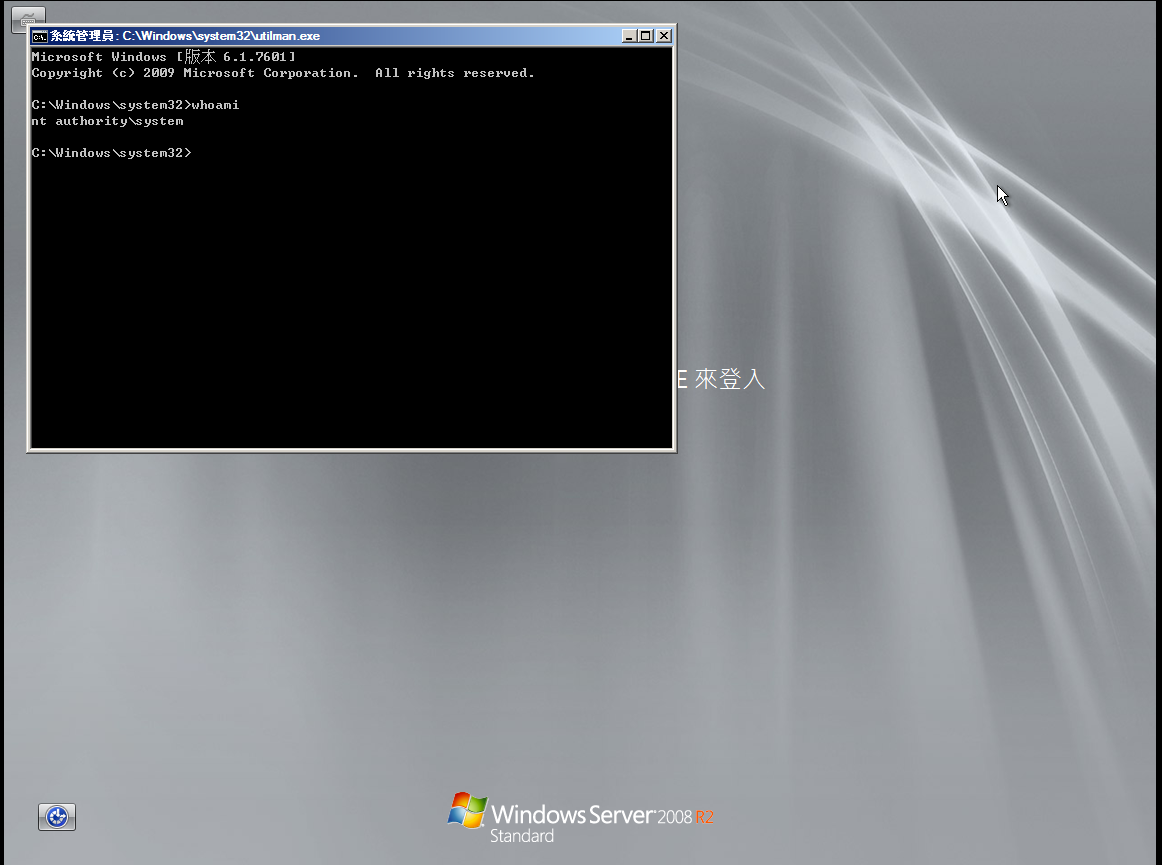 系統管理員: C:\Windows\system32\utilman.exe
Microsoft Windows [版本 6.1.7601]
Copyright (c) 2009 Microsoft Corporation.  All rights reserved.
C:\Windows\system32>whoami
nt authority\system
C:\Windows\system32>
E 來登入
Windows Server 2008 R2
Standard